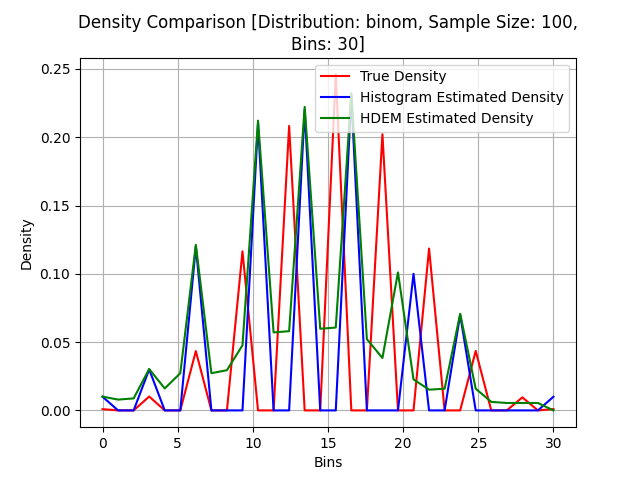 Density Comparison [Distribution: binom, Sample Size: 100,
Bins: 30]
True Density
Histogram Estimated Density
HDEM Estimated Density
0.25
0.20
0.15
0.10
0.05
0.00
Density
0 5 10 15 20 25 30
Bins